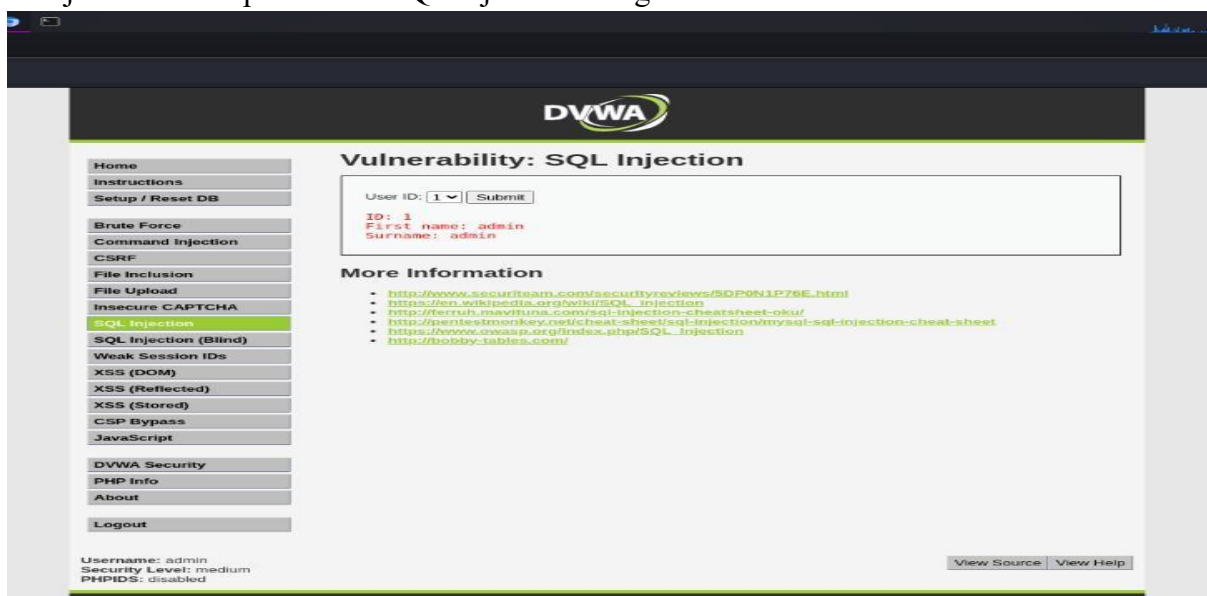 DVWA
Home
Instructions
Setup / Reset DB
Brute Force
Command Injection
CSRF
File Inclusion
File Upload
Insecure CAPTCHA
SQL Injection
SQL Injection (Blind)
Weak Session IDs
XSS (DOM)
XSS (Reflected)
XSS (Stored)
CSP Bypass
JavaScript
DVWA Security
PHP Info
About
Logout
Vulnerability: SQL Injection
User ID: 1 Submit
ID: 1
First name: admin
Surname: admin
More Information
http://www.securiteam.com/securityreviews/5DP0N1P76E.html
https://en.wikipedia.org/wiki/SQL_injection
http://ferruh.mavituna.com/sql-injection-cheatsheet-oku/
http://pentestmonkey.net/cheat-sheet/sql-injection/mysql-sql-injection-cheat-sheet
https://www.owasp.org/index.php/SQL_Injection
http://bobby-tables.com/
Username: admin
Security Level: medium
PHPIDS: disabled
View Source View Help